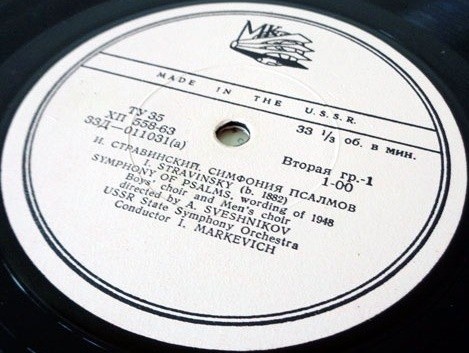 МК
MADE IN THE U.S.S.R.
ТУ 35
ХП 558-63
33Д—011031(а)
33 1/3 об. в мин.
Вторая гр.-1
1-00
И. СТРАВИНСКИЙ. СИМФОНИЯ ПСАЛМОВ
I. STRAVINSKY (b. 1882)
SYMPHONY OF PSALMS, wording of 1948
Boys' choir and Men's choir
directed by A. SVESHNIKOV
USSR State Symphony Orchestra
Conductor I. MARKEVICH